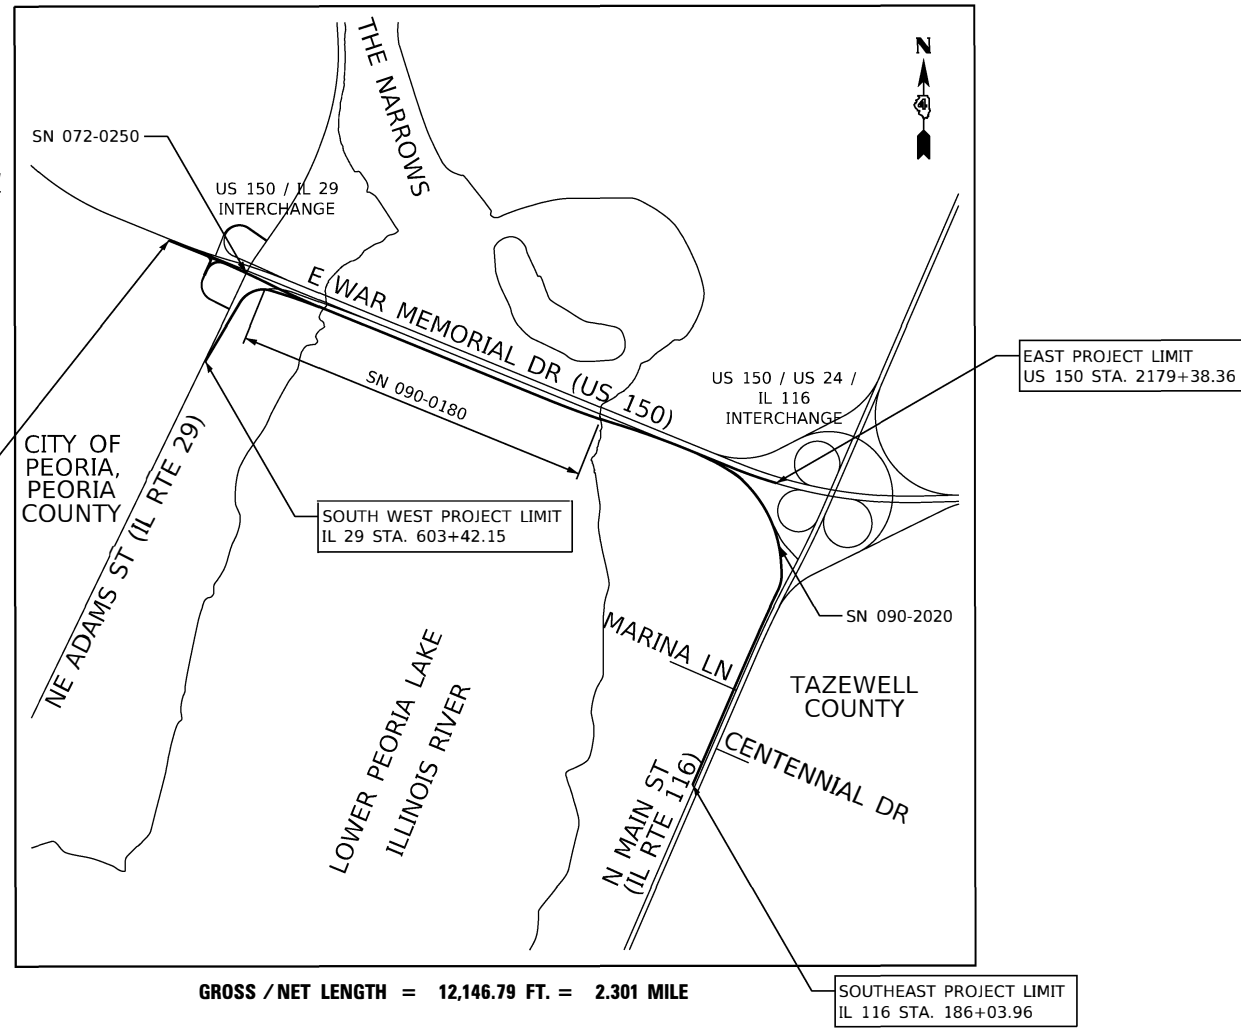 N
4
THE NARROWS
SN 072-0250
US 150 / IL 29
INTERCHANGE
E WAR MEMORIAL DR (US 150)
SN 090-0180
US 150 / US 24 /
IL 116
INTERCHANGE
EAST PROJECT LIMIT
US 150 STA. 2179+38.36
CITY OF
PEORIA,
PEORIA
COUNTY
NE ADAMS ST (IL RTE 29)
SOUTH WEST PROJECT LIMIT
IL 29 STA. 603+42.15
SN 090-2020
MARINA LN
TAZEWELL
COUNTY
LOWER PEORIA LAKE
ILLINOIS RIVER
CENTENNIAL DR
N MAIN ST
(IL RTE 116)
GROSS / NET LENGTH = 12,146.79 FT. = 2.301 MILE
SOUTHEAST PROJECT LIMIT
IL 116 STA. 186+03.96